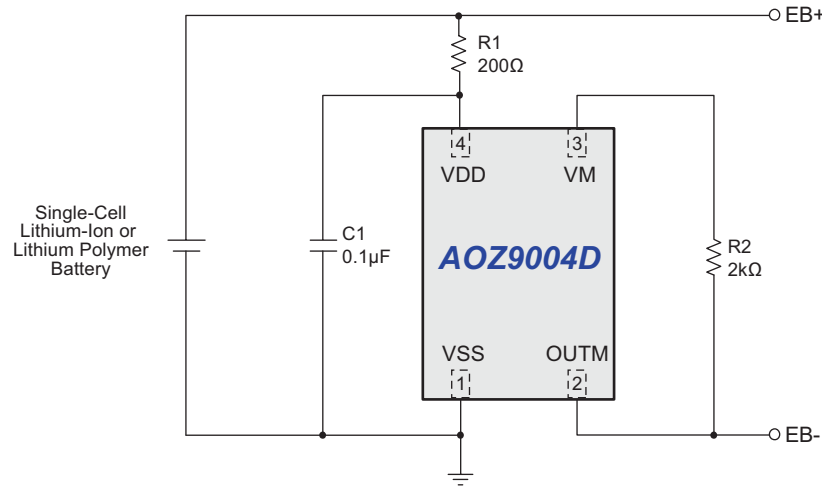 EB+
R1
200Ω
4
3
VDD
VM
Single-Cell
Lithium-Ion or
Lithium Polymer
Battery
C1
0.1µF
AOZ9004D
R2
2kΩ
VSS
OUTM
1
2
EB-